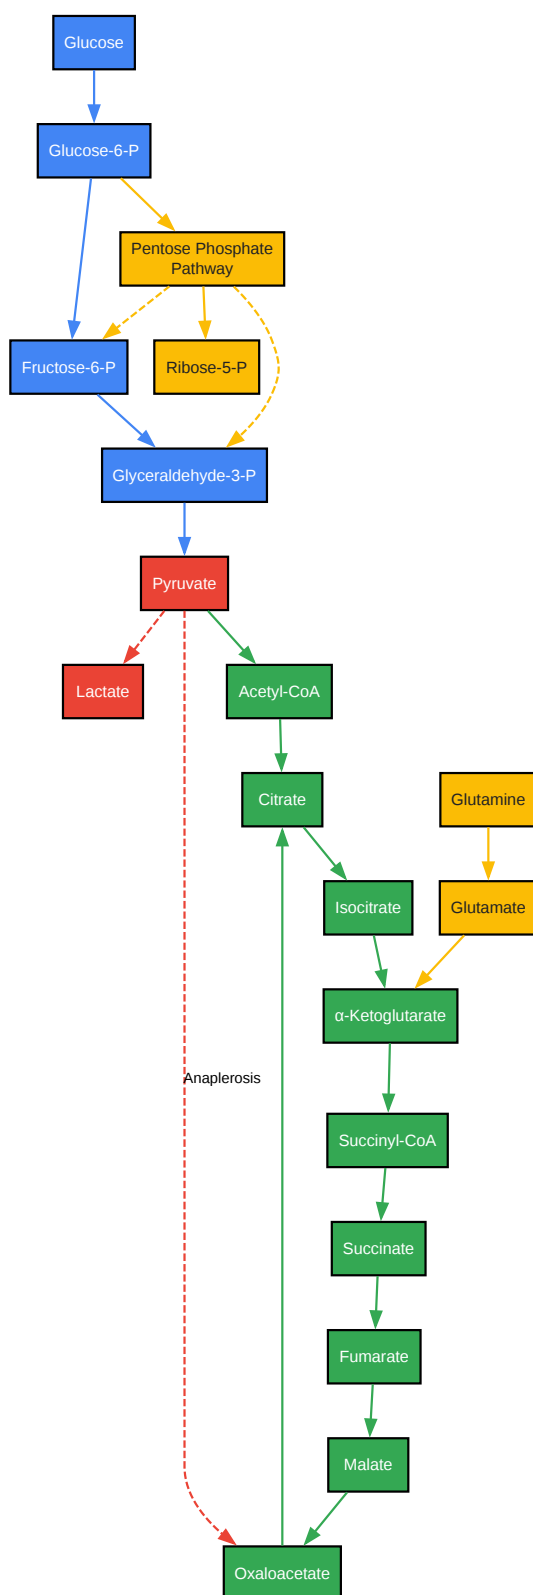 Glucose
Glucose-6-P
Pentose Phosphate
Pathway
Fructose-6-P
Ribose-5-P
Glyceraldehyde-3-P
Pyruvate
Lactate
Acetyl-CoA
Citrate
Glutamine
Isocitrate
Glutamate
α-Ketoglutarate
Anaplerosis
Succinyl-CoA
Succinate
Fumarate
Malate
Oxaloacetate